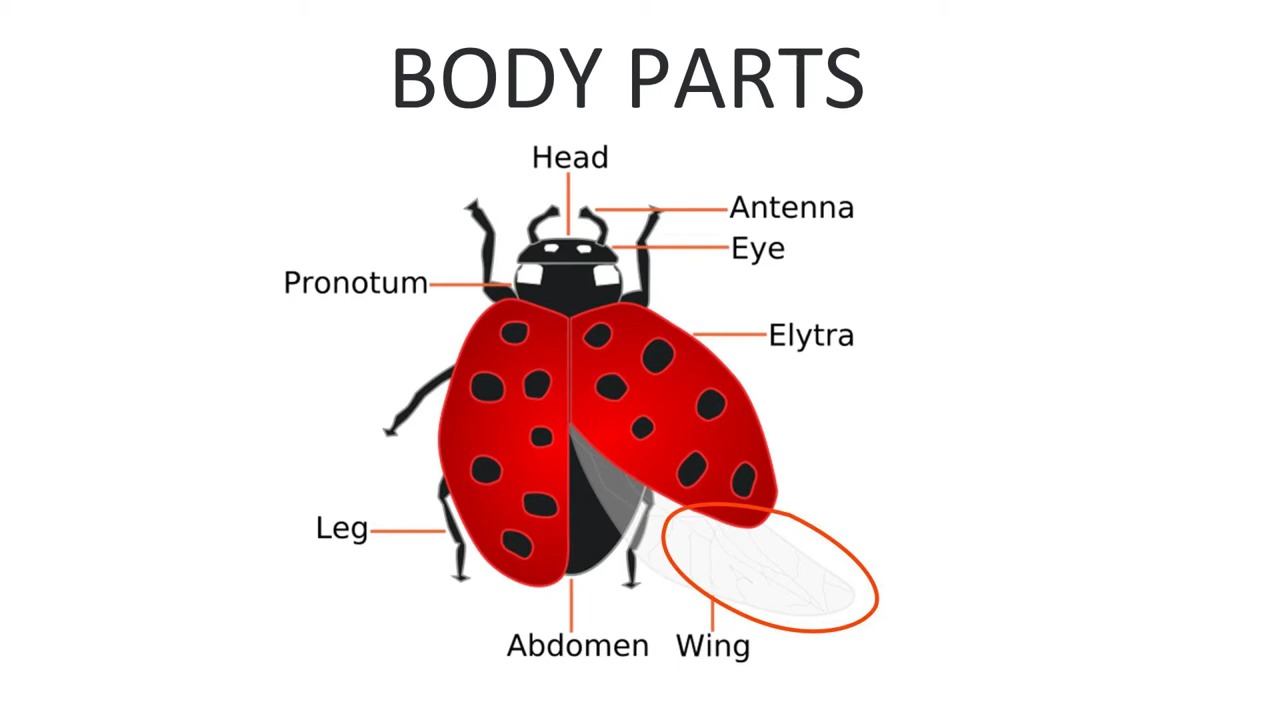 BODY PARTS
Head
Antenna
Eye
Pronotum
Elytra
Leg
Abdomen
Wing